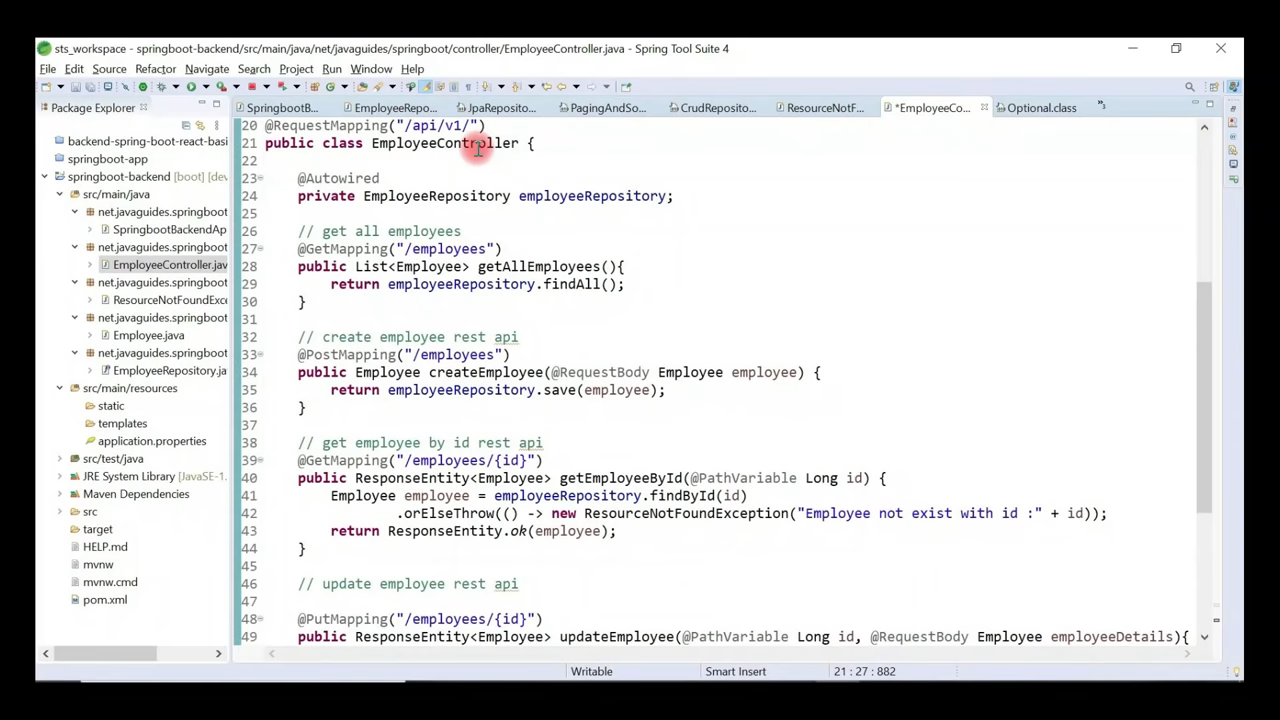 sts_workspace - springboot-backend/src/main/java/net/javaguides/springboot/controller/EmployeeController.java - Spring Tool Suite 4
File Edit Source Refactor Navigate Search Project Run Window Help
Package Explorer
SpringbootB...
EmployeeRepo...
JpaReposito...
PagingAndSo...
CrudReposito...
ResourceNotF...
*EmployeeCo...
Optional.class
backend-spring-boot-react-basi
springboot-app
springboot-backend [boot] [dev
src/main/java
net.javaguides.springboot
SpringbootBackendAp
net.javaguides.springboot
EmployeeController.jav
net.javaguides.springboot
ResourceNotFoundExce
net.javaguides.springboot
Employee.java
net.javaguides.springboot
EmployeeRepository.ja
src/main/resources
static
templates
application.properties
src/test/java
JRE System Library [JavaSE-1.
Maven Dependencies
src
target
HELP.md
mvnw
mvnw.cmd
pom.xml
20 @RequestMapping("/api/v1/")
21 public class EmployeeController {
22
23 @Autowired
24 private EmployeeRepository employeeRepository;
25
26 // get all employees
27 @GetMapping("/employees")
28 public List<Employee> getAllEmployees(){
29 return employeeRepository.findAll();
30 }
31
32 // create employee rest api
33 @PostMapping("/employees")
34 public Employee createEmployee(@RequestBody Employee employee) {
35 return employeeRepository.save(employee);
36 }
37
38 // get employee by id rest api
39 @GetMapping("/employees/{id}")
40 public ResponseEntity<Employee> getEmployeeById(@PathVariable Long id) {
41 Employee employee = employeeRepository.findById(id)
42 .orElseThrow(() -> new ResourceNotFoundException("Employee not exist with id :" + id));
43 return ResponseEntity.ok(employee);
44 }
45
46 // update employee rest api
47
48 @PutMapping("/employees/{id}")
49 public ResponseEntity<Employee> updateEmployee(@PathVariable Long id, @RequestBody Employee employeeDetails){
Writable Smart Insert 21 : 27 : 882